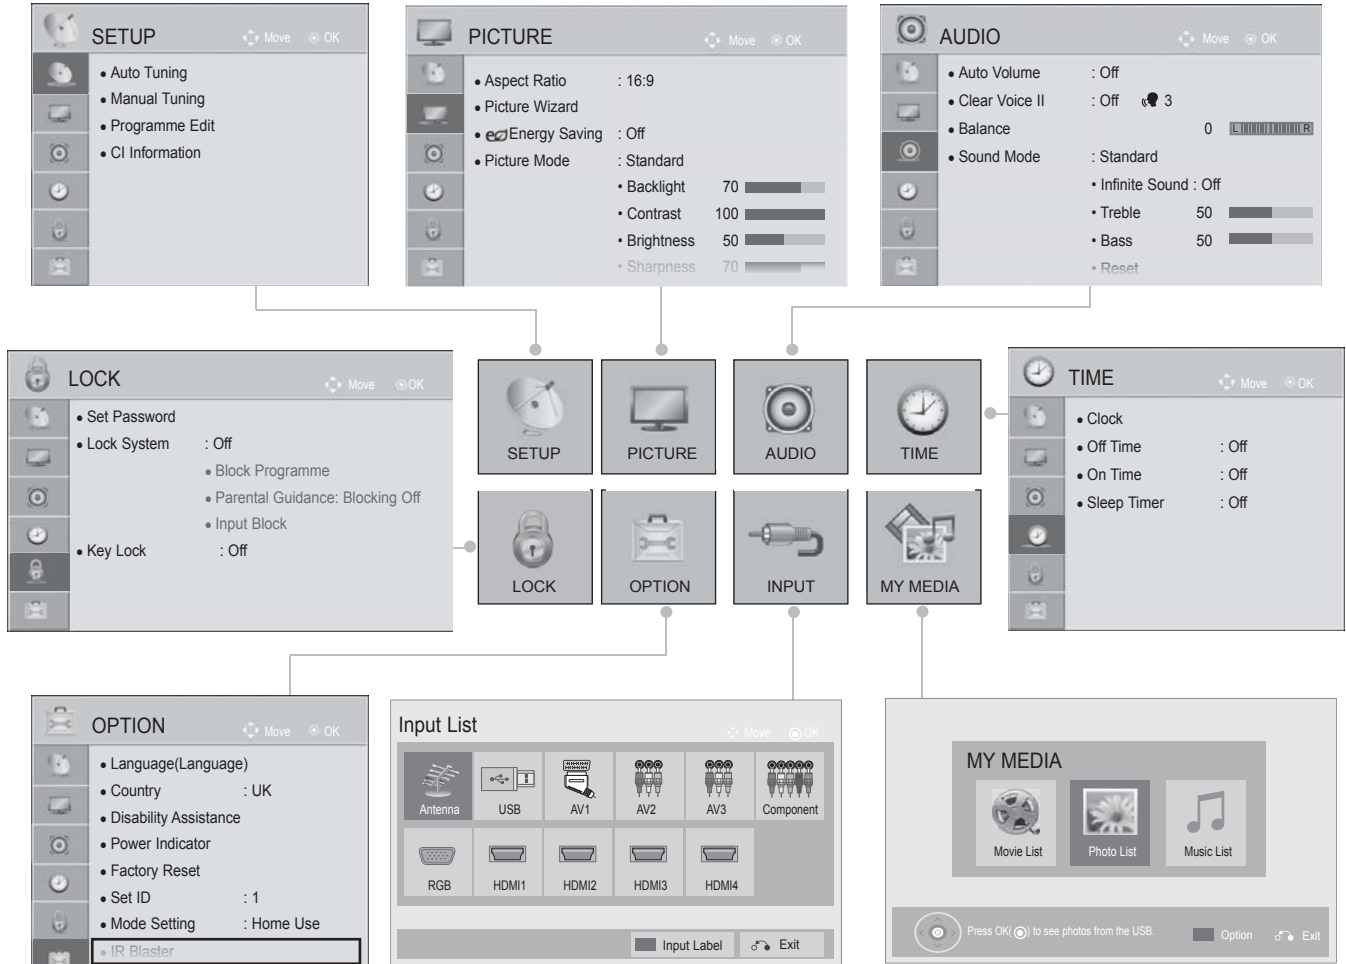 SETUP
Move OK
• Auto Tuning
• Manual Tuning
• Programme Edit
• CI Information
PICTURE
Move OK
• Aspect Ratio : 16:9
• Picture Wizard
• eco Energy Saving : Off
• Picture Mode : Standard
• Backlight 70
• Contrast 100
• Brightness 50
• Sharpness 70
AUDIO
Move OK
• Auto Volume : Off
• Clear Voice II : Off 3
• Balance 0 L R
• Sound Mode : Standard
• Infinite Sound : Off
• Treble 50
• Bass 50
• Reset
LOCK
Move OK
• Set Password
• Lock System : Off
• Block Programme
• Parental Guidance: Blocking Off
• Input Block
• Key Lock : Off
SETUP
PICTURE
AUDIO
TIME
LOCK
OPTION
INPUT
MY MEDIA
TIME
Move OK
• Clock
• Off Time : Off
• On Time : Off
• Sleep Timer : Off
OPTION
Move OK
• Language(Language)
• Country : UK
• Disability Assistance
• Power Indicator
• Factory Reset
• Set ID : 1
• Mode Setting : Home Use
• IR Blaster
Input List
Move OK
Antenna
USB
AV1
AV2
AV3
Component
RGB
HDMI1
HDMI2
HDMI3
HDMI4
Input Label
Exit
MY MEDIA
Movie List
Photo List
Music List
Press OK( ) to see photos from the USB.
Option
Exit